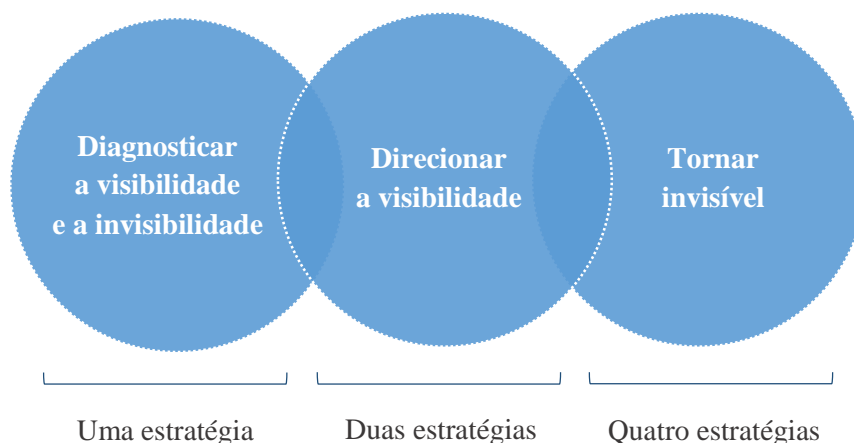 Diagnosticar
a visibilidade
e a invisibilidade
Direcionar
a visibilidade
Tornar
invisível
Uma estratégia
Duas estratégias
Quatro estratégias